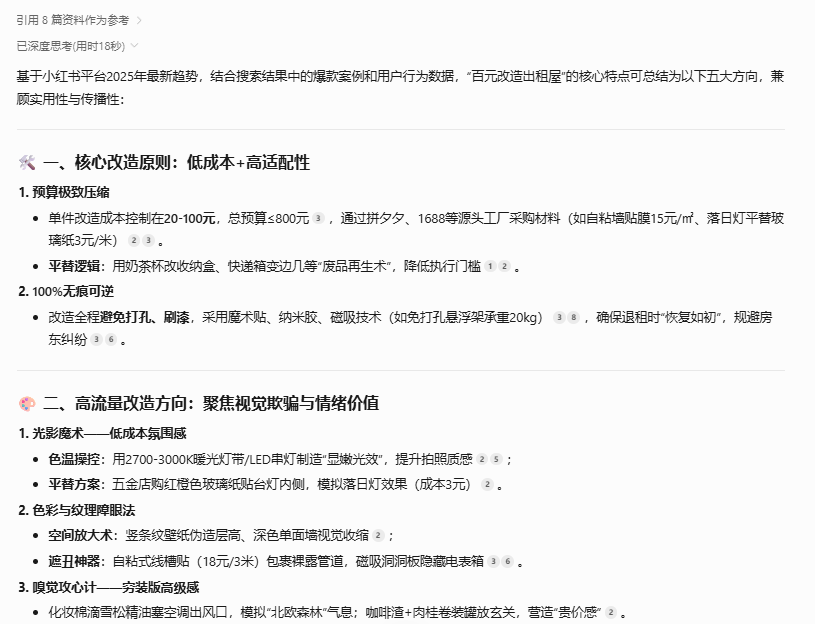 引用 8 篇资料作为参考
已深度思考(用时18秒)
基于小红书平台2025年最新趋势，结合搜索结果中的爆款案例和用户行为数据，“百元改造出租屋”的核心特点可总结为以下五大方向，兼
顾实用性与传播性：
🛠️ 一、核心改造原则：低成本+高适配性
1. 预算极致压缩
• 单件改造成本控制在20-100元，总预算≤800元 3 ，通过拼夕夕、1688等源头工厂采购材料（如自粘墙贴膜15元/㎡、落日灯平替玻
璃纸3元/米） 2 3 。
• 平替逻辑：用奶茶杯改收纳盒、快递箱变边几等“废品再生术”，降低执行门槛 1 2 。
2. 100%无痕可逆
• 改造全程避免打孔、刷漆，采用魔术贴、纳米胶、磁吸技术（如免打孔悬浮架承重20kg） 3 8 ，确保退租时“恢复如初”，规避房
东纠纷 3 6 。
🎨 二、高流量改造方向：聚焦视觉欺骗与情绪价值
1. 光影魔术——低成本氛围感
• 色温操控：用2700-3000K暖光灯带/LED串灯制造“显嫩光效”，提升拍照质感 2 5 ；
• 平替方案：五金店购红橙色玻璃纸贴台灯内侧，模拟落日灯效果（成本3元） 2 。
2. 色彩与纹理障眼法
• 空间放大术：竖条纹壁纸伪造层高、深色单面墙视觉收缩 2 ；
• 遮丑神器：自粘式线槽贴（18元/3米）包裹裸露管道，磁吸洞洞板隐藏电表箱 3 6 。
3. 嗅觉攻心计——穷装版高级感
• 化妆棉滴雪松精油塞空调出风口，模拟“北欧森林”气息；咖啡渣+肉桂卷装罐放玄关，营造“贵价感” 2 。